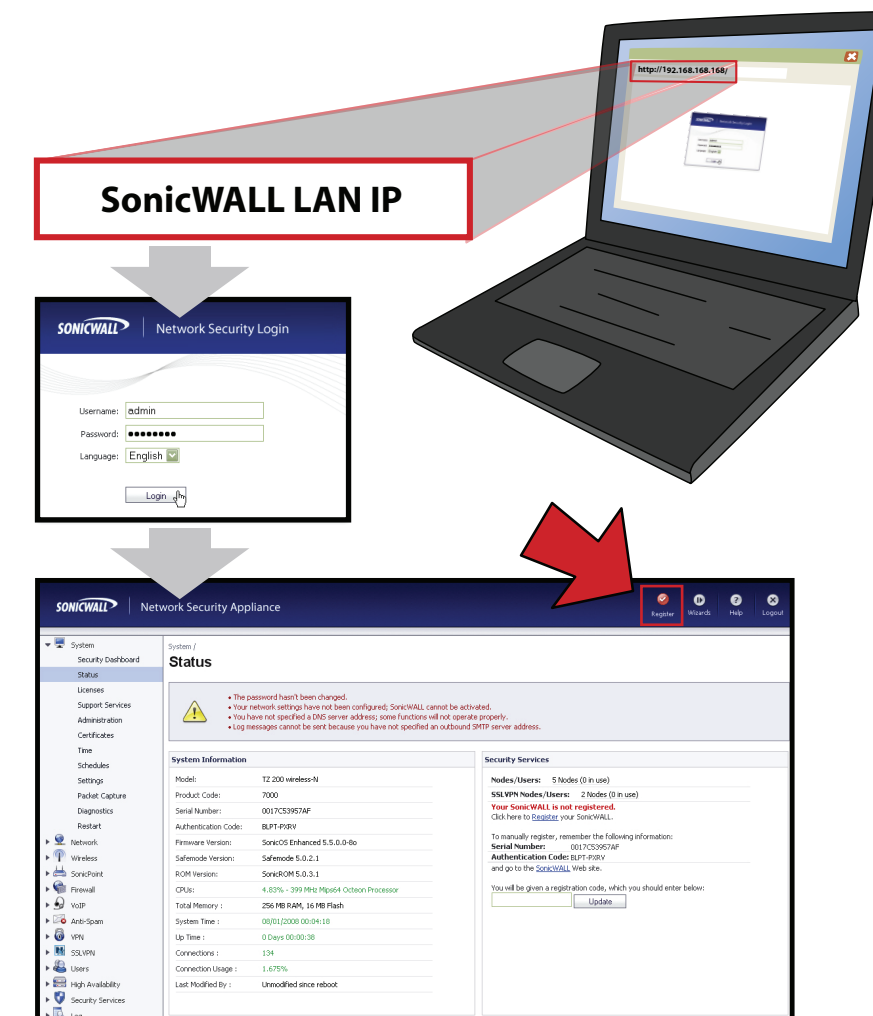 http://192.168.168.168/
SonicWALL LAN IP
SONICWALL | Network Security Login
Username: admin
Password: ●●●●●●●●
Language: English
Login
SONICWALL | Network Security Appliance
Register Wizards Help Logout
System
Security Dashboard
Status
Licenses
Support Services
Administration
Certificates
Time
Schedules
Settings
Packet Capture
Diagnostics
Restart
Network
Wireless
SonicPoint
Firewall
VoIP
Anti-Spam
VPN
SSLVPN
Users
High Availability
Security Services
Log
System /
Status
• The password hasn't been changed.
• Your network settings have not been configured; SonicWALL cannot be activated.
• You have not specified a DNS server address; some functions will not operate properly.
• Log messages cannot be sent because you have not specified an outbound SMTP server address.
System Information
Model: TZ 200 wireless-N
Product Code: 7000
Serial Number: 0017C53957AF
Authentication Code: BLPT-PXRV
Firmware Version: SonicOS Enhanced 5.5.0.0-8o
Safemode Version: Safemode 5.0.2.1
ROM Version: SonicROM 5.0.3.1
CPUs: 4.83% - 399 MHz Mips64 Octeon Processor
Total Memory : 256 MB RAM, 16 MB Flash
System Time : 08/01/2008 00:04:18
Up Time : 0 Days 00:00:38
Connections : 134
Connection Usage : 1.675%
Last Modified By : Unmodified since reboot
Security Services
Nodes/Users: 5 Nodes (0 in use)
SSLVPN Nodes/Users: 2 Nodes (0 in use)
Your SonicWALL is not registered.
Click here to Register your SonicWALL.
To manually register, remember the following information:
Serial Number: 0017C53957AF
Authentication Code: BLPT-PXRV
and go to the SonicWALL Web site.
You will be given a registration code, which you should enter below:
Update